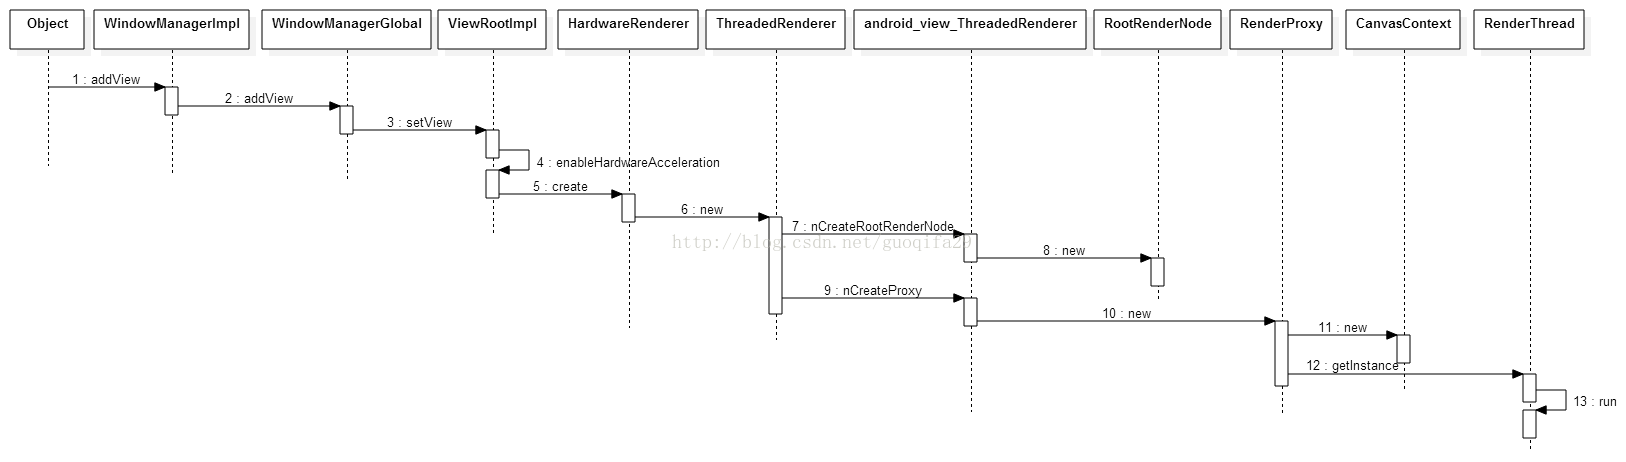 Object WindowManagerImpl WindowManagerGlobal ViewRootImpl HardwareRenderer ThreadedRenderer android_view_ThreadedRenderer RootRenderNode RenderProxy CanvasContext RenderThread
1 : addView
2 : addView
3 : setView
4 : enableHardwareAcceleration
5 : create
6 : new
7 : nCreateRootRenderNode
http://blog.csdn.net/guoqifa29
8 : new
9 : nCreateProxy
10 : new
11 : new
12 : getInstance
13 : run